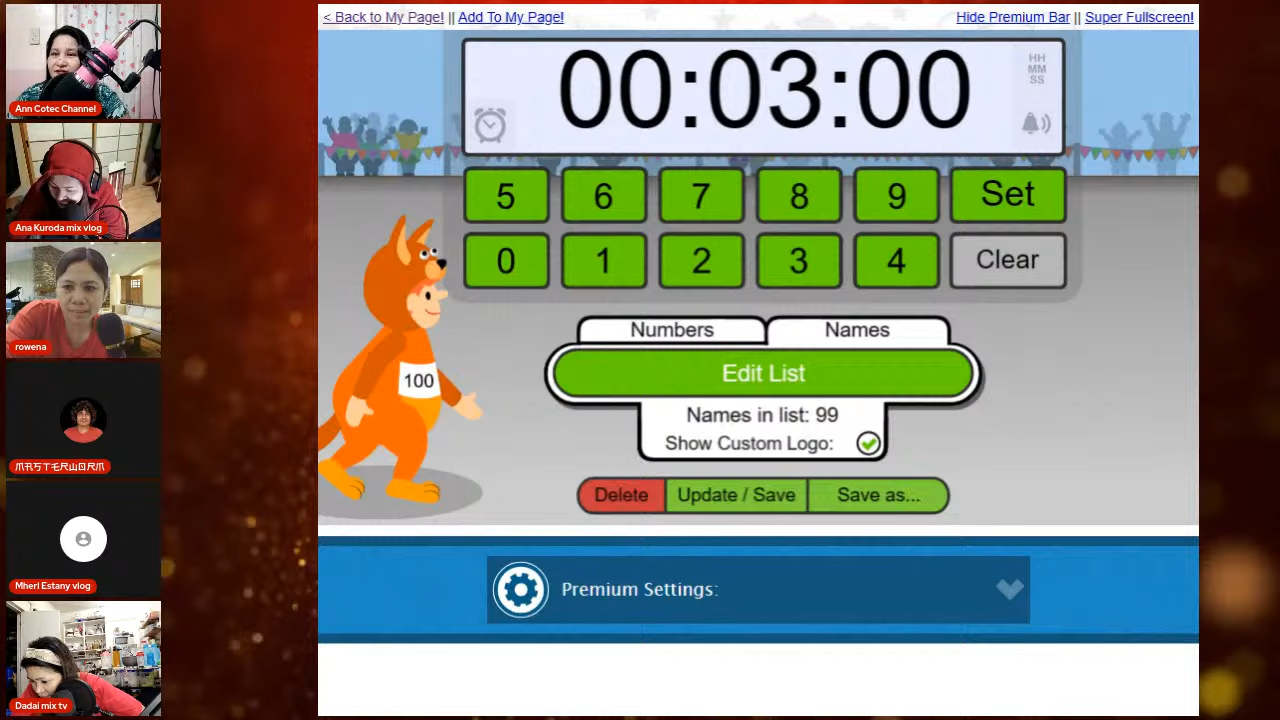 Ann Cotec Channel
Ana Kuroda mix vlog
rowena
Mheri Estany vlog
Dadai mix tv
< Back to My Page! || Add To My Page!
Hide Premium Bar || Super Fullscreen!
00:03:00
HH
MM
SS
5 6 7 8 9 Set
0 1 2 3 4 Clear
100
Numbers Names
Edit List
Names in list: 99
Show Custom Logo:
Delete Update / Save Save as...
Premium Settings: